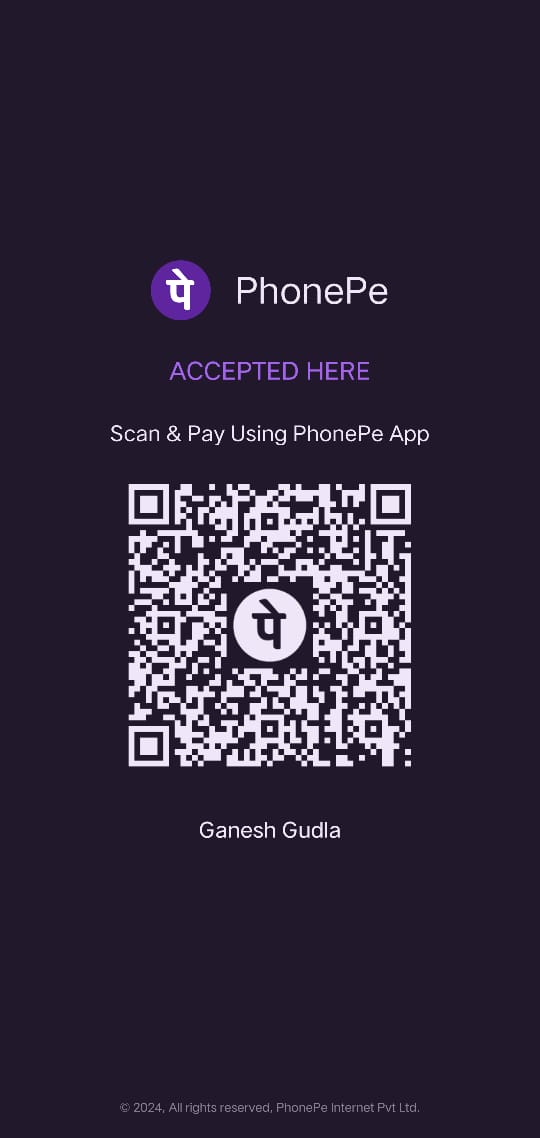 पे PhonePe
ACCEPTED HERE
Scan & Pay Using PhonePe App
पे
Ganesh Gudla
© 2024, All rights reserved, PhonePe Internet Pvt Ltd.